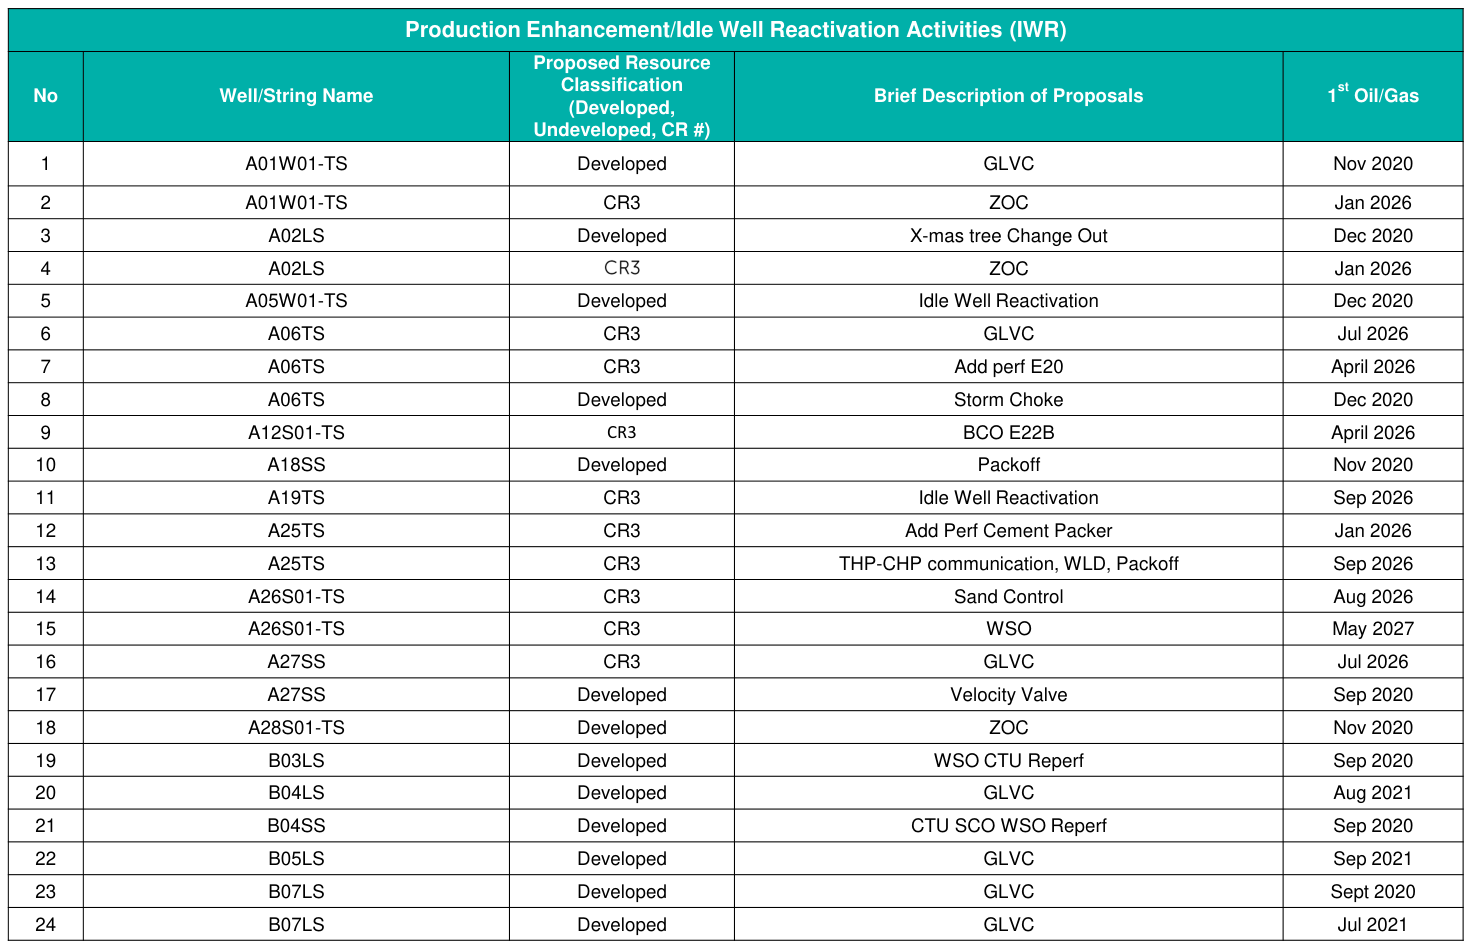 Production Enhancement/Idle Well Reactivation Activities (IWR)
No Well/String Name Proposed Resource Classification (Developed, Undeveloped, CR #) Brief Description of Proposals 1st Oil/Gas
1 A01W01-TS Developed GLVC Nov 2020
2 A01W01-TS CR3 ZOC Jan 2026
3 A02LS Developed X-mas tree Change Out Dec 2020
4 A02LS CR3 ZOC Jan 2026
5 A05W01-TS Developed Idle Well Reactivation Dec 2020
6 A06TS CR3 GLVC Jul 2026
7 A06TS CR3 Add perf E20 April 2026
8 A06TS Developed Storm Choke Dec 2020
9 A12S01-TS CR3 BCO E22B April 2026
10 A18SS Developed Packoff Nov 2020
11 A19TS CR3 Idle Well Reactivation Sep 2026
12 A25TS CR3 Add Perf Cement Packer Jan 2026
13 A25TS CR3 THP-CHP communication, WLD, Packoff Sep 2026
14 A26S01-TS CR3 Sand Control Aug 2026
15 A26S01-TS CR3 WSO May 2027
16 A27SS CR3 GLVC Jul 2026
17 A27SS Developed Velocity Valve Sep 2020
18 A28S01-TS Developed ZOC Nov 2020
19 B03LS Developed WSO CTU Reperf Sep 2020
20 B04LS Developed GLVC Aug 2021
21 B04SS Developed CTU SCO WSO Reperf Sep 2020
22 B05LS Developed GLVC Sep 2021
23 B07LS Developed GLVC Sept 2020
24 B07LS Developed GLVC Jul 2021